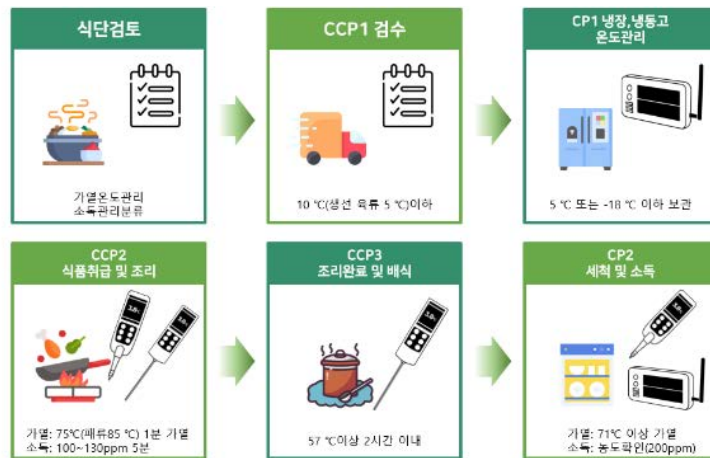 식단검토
가열온도관리
소독관리분류
CCP1 검수
10 ℃(생선 육류 5 ℃)이하
CP1 냉장,냉동고
온도관리
5 ℃ 또는 -18 ℃ 이하 보관
CCP2
식품취급 및 조리
가열: 75℃(패류85 ℃) 1분 가열
소독: 100~130ppm 5분
CCP3
조리완료 및 배식
57 ℃이상 2시간 이내
CP2
세척 및 소독
가열: 71℃ 이상 가열
소독: 농도확인(200ppm)